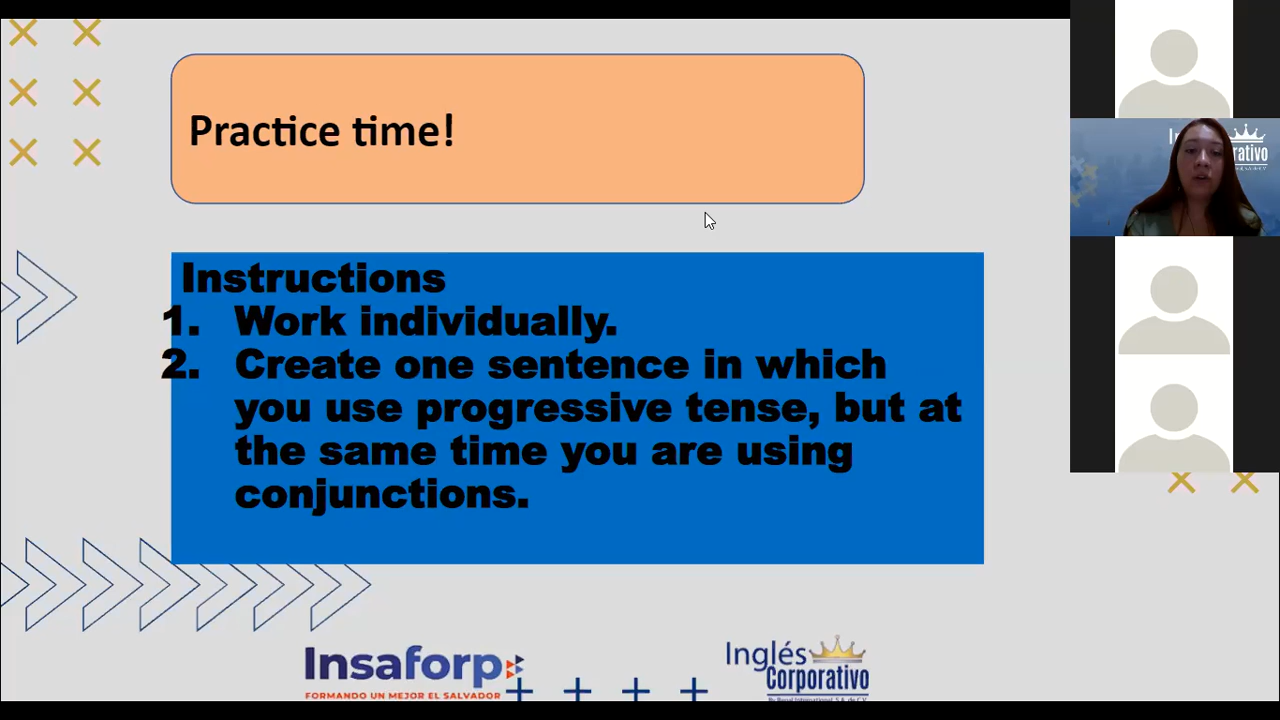 Practice time!
Instructions
1. Work individually.
2. Create one sentence in which
you use progressive tense, but at
the same time you are using
conjunctions.
Insaforp
FORMANDO UN MEJOR EL SALVADOR
Inglés
Corporativo